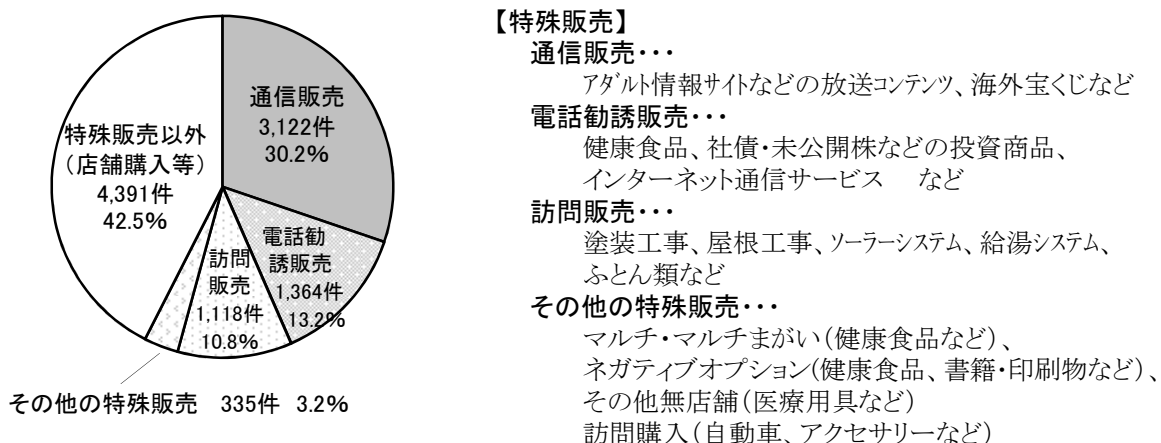 通信販売
3,122件
30.2%
特殊販売以外
（店舗購入等）
4,391件
42.5%
電話勧
誘販売
1,364件
13.2%
訪問
販売
1,118件
10.8%
その他の特殊販売 335件 3.2%
【特殊販売】
通信販売・・・
アダルト情報サイトなどの放送コンテンツ、海外宝くじなど
電話勧誘販売・・・
健康食品、社債・未公開株などの投資商品、
インターネット通信サービス など
訪問販売・・・
塗装工事、屋根工事、ソーラーシステム、給湯システム、
ふとん類など
その他の特殊販売・・・
マルチ・マルチまがい（健康食品など）、
ネガティブオプション(健康食品、書籍・印刷物など）、
その他無店舗（医療用具など）
訪問購入（自動車、アクセサリーなど）